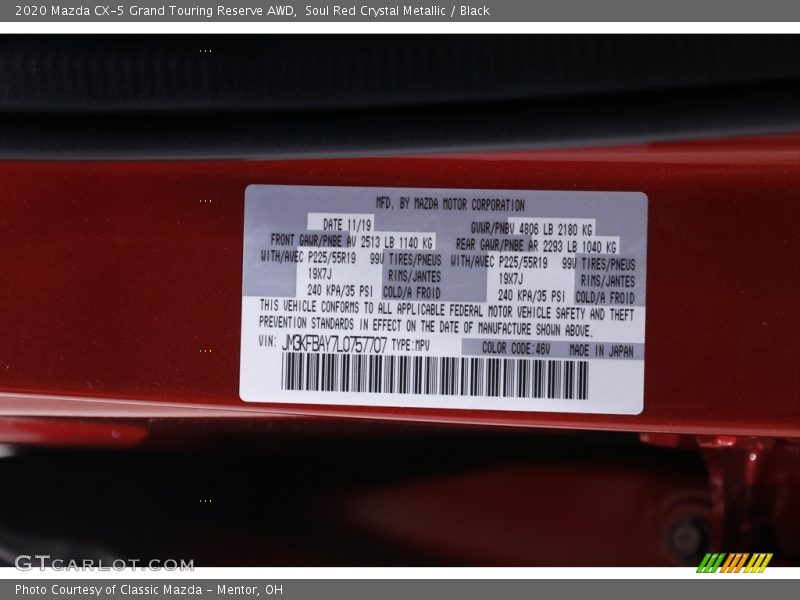 2020 Mazda CX-5 Grand Touring Reserve AWD,  Soul Red Crystal Metallic / Black
MFD. BY MAZDA MOTOR CORPORATION
DATE 11/19 GVWR/PNBV 4806 LB 2180 KG
FRONT GAWR/PNBE AV 2513 LB 1140 KG REAR GAWR/PNBE AR 2293 LB 1040 KG
WITH/AVEC P225/55R19 99V TIRES/PNEUS WITH/AVEC P225/55R19 99V TIRES/PNEUS
19X7J RIMS/JANTES 19X7J RIMS/JANTES
240 KPA/35 PSI COLD/A FROID 240 KPA/35 PSI COLD/A FROID
THIS VEHICLE CONFORMS TO ALL APPLICABLE FEDERAL MOTOR VEHICLE SAFETY AND THEFT
PREVENTION STANDARDS IN EFFECT ON THE DATE OF MANUFACTURE SHOWN ABOVE.
VIN: JM3KFBAY7L0757707 TYPE:MPV COLOR CODE:46V MADE IN JAPAN
GTCARLOT.COM
Photo Courtesy of Classic Mazda - Mentor, OH